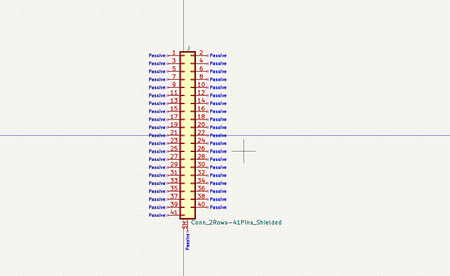 J
Passive 1 2 Passive
Passive 3 4 Passive
Passive 5 6 Passive
Passive 7 8 Passive
Passive 9 10 Passive
Passive 11 12 Passive
Passive 13 14 Passive
Passive 15 16 Passive
Passive 17 18 Passive
Passive 19 20 Passive
Passive 21 22 Passive
Passive 23 24 Passive
Passive 25 26 Passive
Passive 27 28 Passive
Passive 29 30 Passive
Passive 31 32 Passive
Passive 33 34 Passive
Passive 35 36 Passive
Passive 37 38 Passive
Passive 39 40 Passive
Passive 41
Conn_2Rows-41Pins_Shielded
SH
Passive